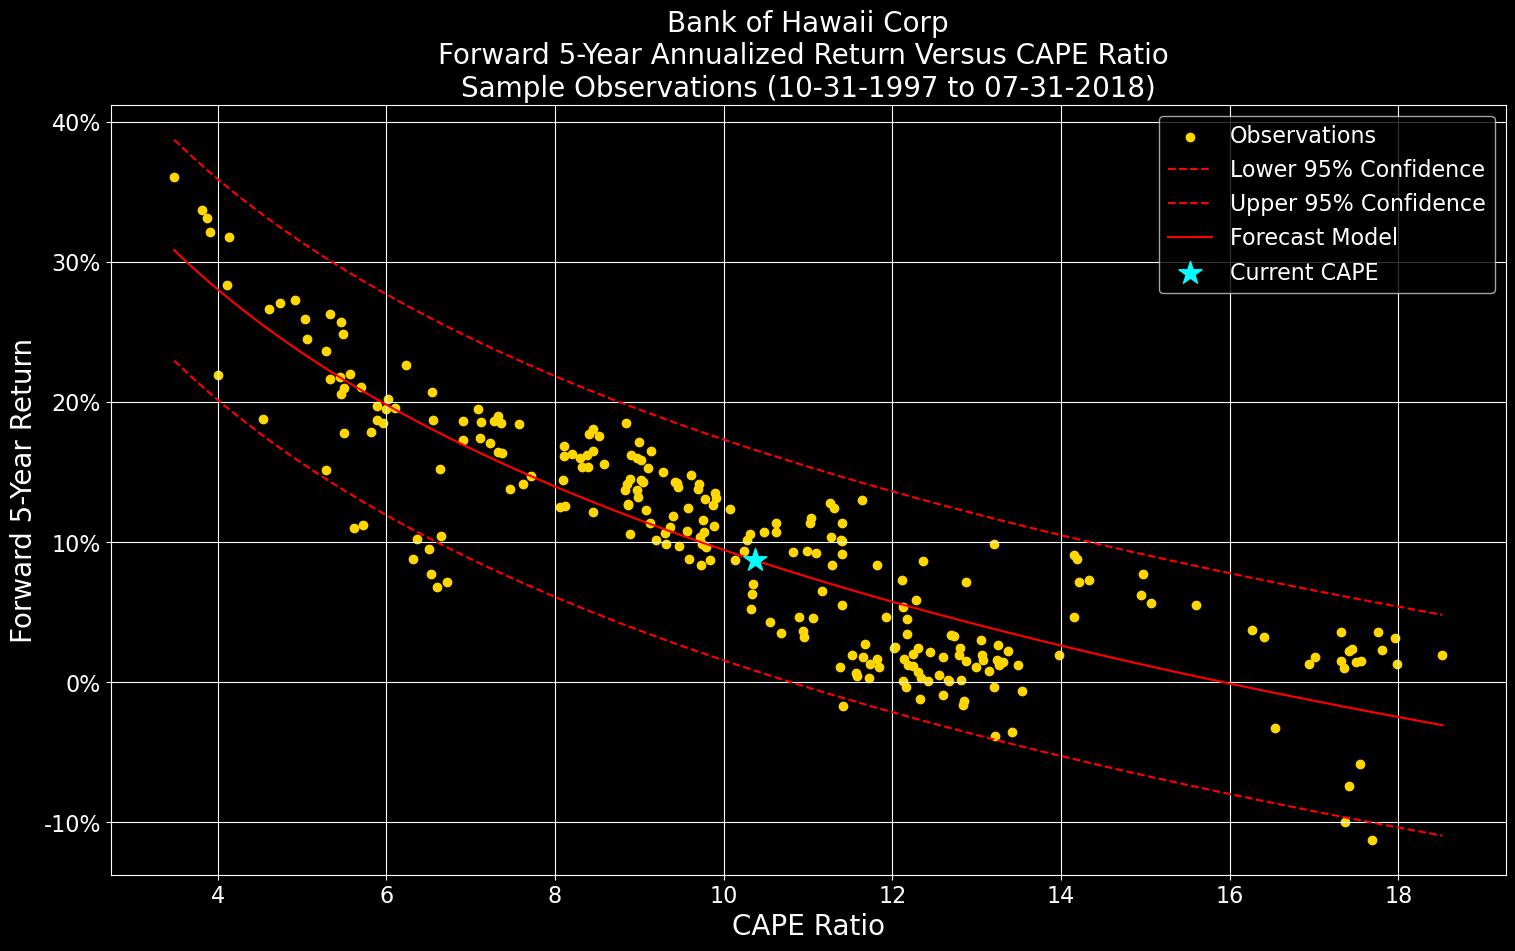 Bank of Hawaii Corp
Forward 5-Year Annualized Return Versus CAPE Ratio
Sample Observations (10-31-1997 to 07-31-2018)
Forward 5-Year Return
40%
30%
20%
10%
0%
-10%
Observations
Lower 95% Confidence
Upper 95% Confidence
Forecast Model
Current CAPE
4 6 8 10 12 14 16 18
CAPE Ratio